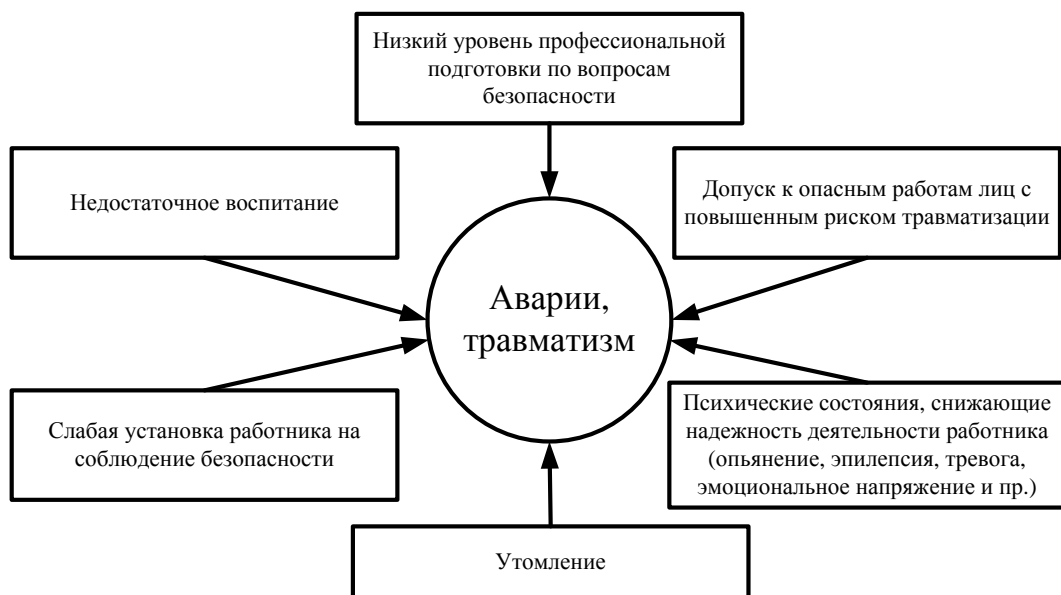 Низкий уровень профессиональной
подготовки по вопросам
безопасности
Недостаточное воспитание
Допуск к опасным работам лиц с
повышенным риском травматизации
Аварии,
травматизм
Слабая установка работника на
соблюдение безопасности
Психические состояния, снижающие
надежность деятельности работника
(опьянение, эпилепсия, тревога,
эмоциональное напряжение и пр.)
Утомление